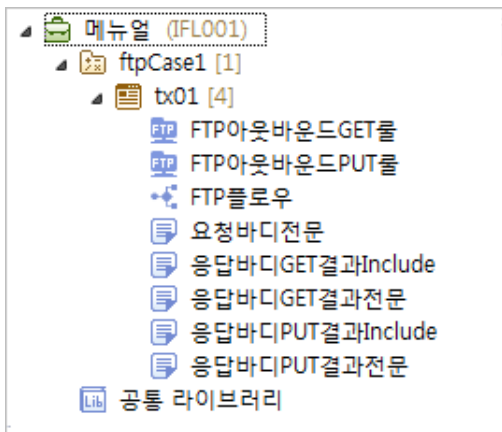 메뉴얼 (IFL001)
ftpCase1 [1]
tx01 [4]
FTP FTP아웃바운드GET룰
FTP FTP아웃바운드PUT룰
FTP플로우
요청바디전문
응답바디GET결과Include
응답바디GET결과전문
응답바디PUT결과Include
응답바디PUT결과전문
Lib 공통 라이브러리